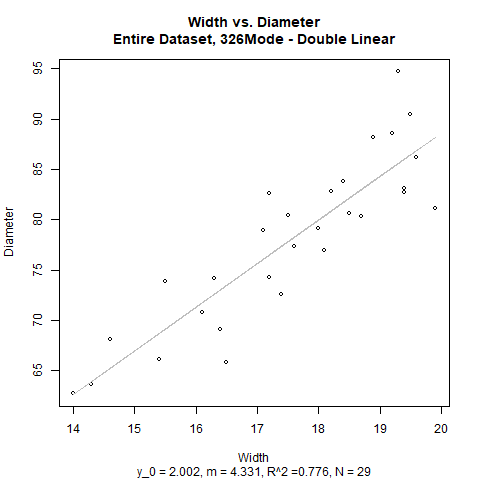 Width vs. Diameter
Entire Dataset, 326Mode - Double Linear
Diameter
95
90
85
80
75
70
65
14 15 16 17 18 19 20
Width
y_0 = 2.002, m = 4.331, R^2 =0.776, N = 29